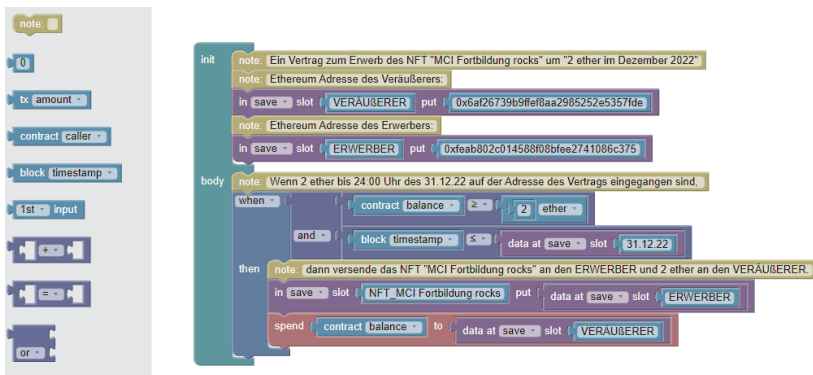 note:
0
tx amount
contract caller
block timestamp
1st input
+
=
or
init
note: Ein Vertrag zum Erwerb des NFT "MCI Fortbildung rocks" um "2 ether im Dezember 2022"
note: Ethereum Adresse des Veräußerers:
in save slot VERÄUßERER put 0x6af26739b9ffef8aa2985252e5357fde
note: Ethereum Adresse des Erwerbers:
in save slot ERWERBER put 0xfeab802c014588f08bfee2741086c375
body note: Wenn 2 ether bis 24:00 Uhr des 31.12.22 auf der Adresse des Vertrags eingegangen sind,
when contract balance ≥ 2 ether
and block timestamp ≤ data at save slot 31.12.22
then note: dann versende das NFT "MCI Fortbildung rocks" an den ERWERBER und 2 ether an den VERÄUßERER.
in save slot NFT_MCI Fortbildung rocks put data at save slot ERWERBER
spend contract balance to data at save slot VERÄUßERER